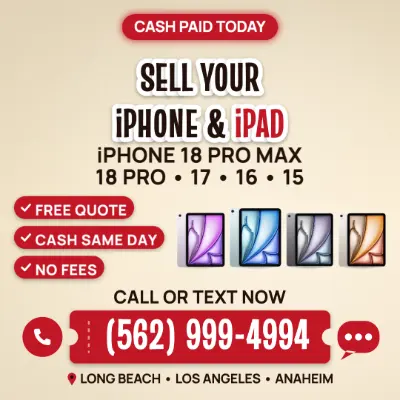 CASH PAID TODAY
SELL YOUR
iPHONE & iPAD
iPHONE 18 PRO MAX
18 PRO • 17 • 16 • 15
FREE QUOTE
CASH SAME DAY
NO FEES
CALL OR TEXT NOW
(562) 999-4994
LONG BEACH • LOS ANGELES • ANAHEIM